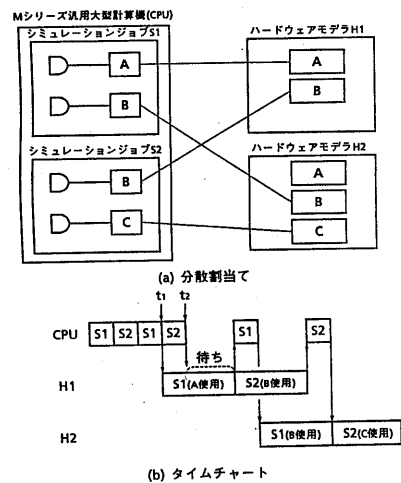 Mシリーズ汎用大型計算機(CPU)
シミュレーションジョブS1
ハードウェアモデラH1
A
B
A
B
シミュレーションジョブS2
ハードウェアモデラH2
B
C
A
B
C
(a) 分散割当て
t1 t2
CPU S1 S2 S1 S2 S1 S2
待ち
H1 S1(A使用) S2(B使用)
H2 S1(B使用) S2(C使用)
(b) タイムチャート